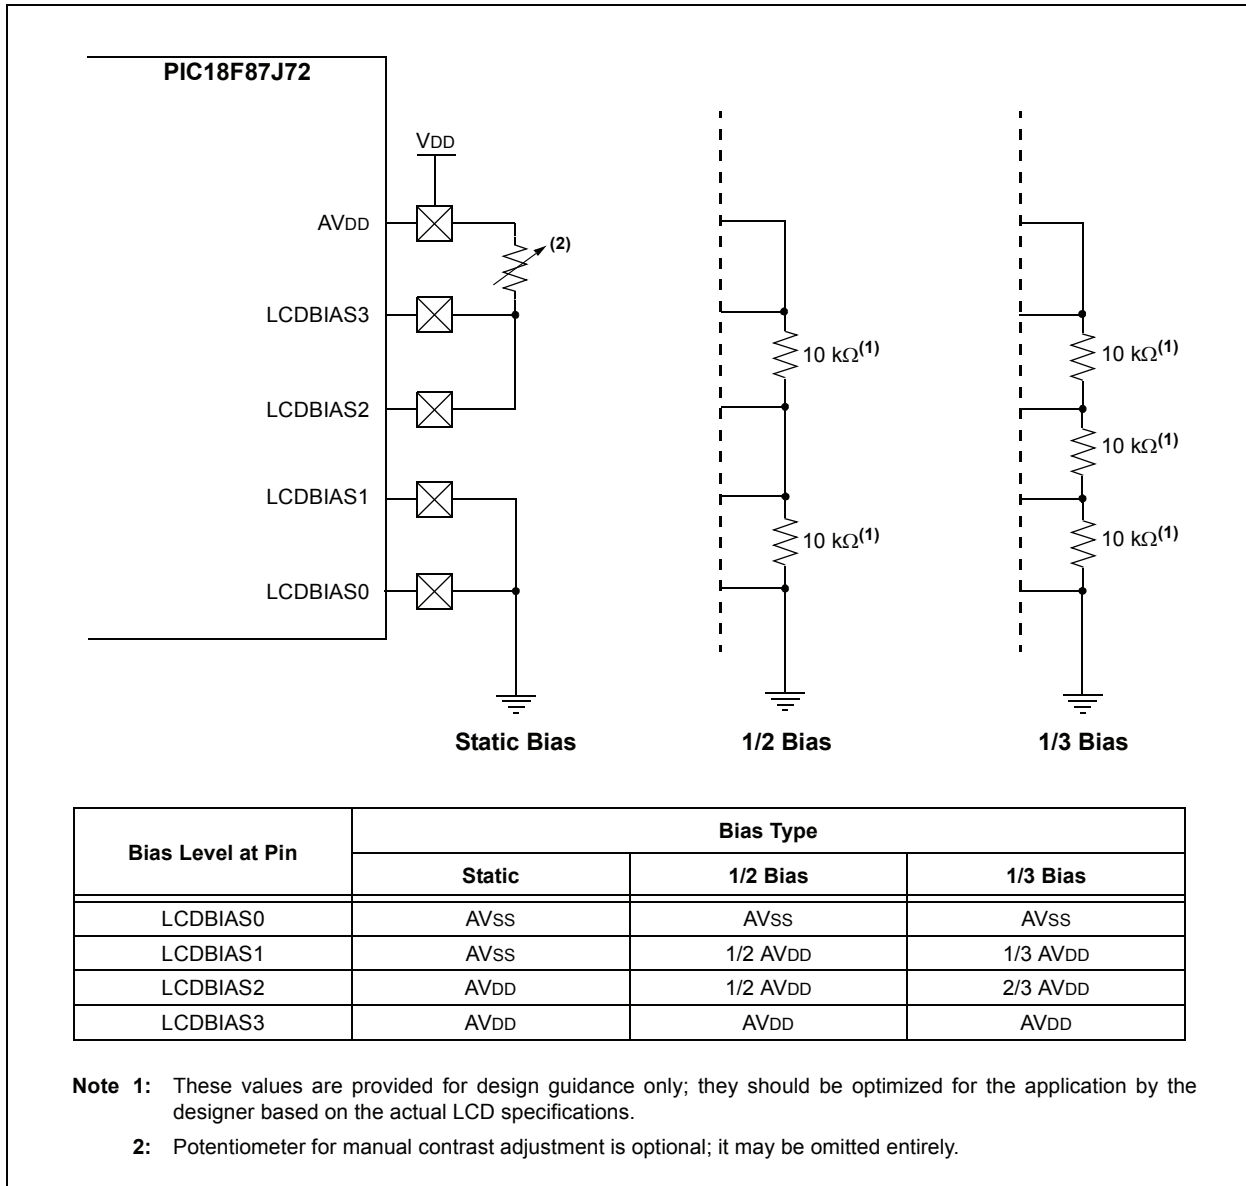 PIC18F87J72
VDD
AVDD
(2)
LCDBIAS3
10 kΩ(1)
10 kΩ(1)
LCDBIAS2
10 kΩ(1)
LCDBIAS1
10 kΩ(1)
10 kΩ(1)
LCDBIAS0
Static Bias
1/2 Bias
1/3 Bias
Bias Level at Pin
Bias Type
Static
1/2 Bias
1/3 Bias
LCDBIAS0 AVSS AVSS AVSS
LCDBIAS1 AVSS 1/2 AVDD 1/3 AVDD
LCDBIAS2 AVDD 1/2 AVDD 2/3 AVDD
LCDBIAS3 AVDD AVDD AVDD
Note 1: These values are provided for design guidance only; they should be optimized for the application by the
designer based on the actual LCD specifications.
2: Potentiometer for manual contrast adjustment is optional; it may be omitted entirely.